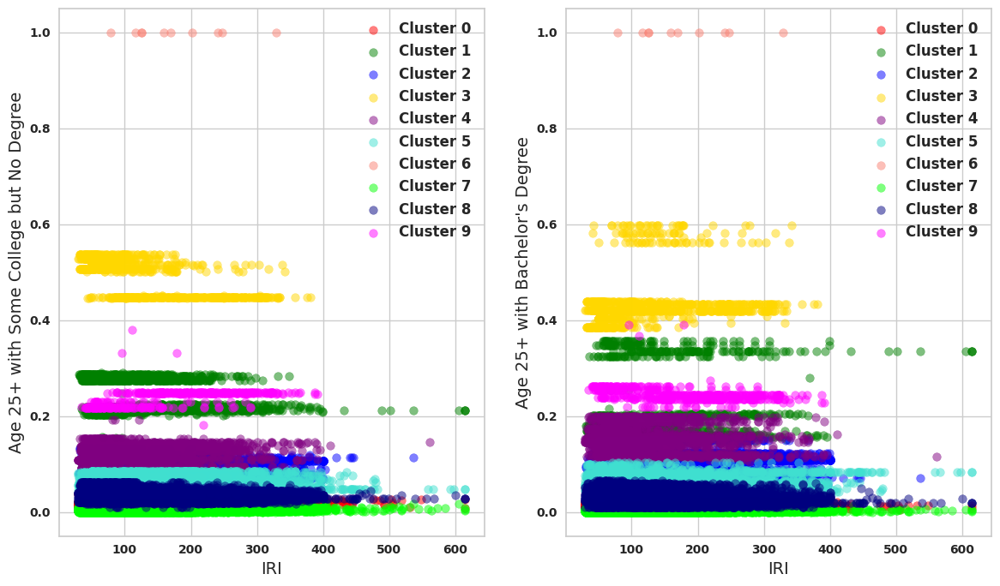 Age 25+ with Some College but No Degree
1.0
0.8
0.6
0.4
0.2
0.0
100
200
300
400
500
600
IRI
Cluster 0
Cluster 1
Cluster 2
Cluster 3
Cluster 4
Cluster 5
Cluster 6
Cluster 7
Cluster 8
Cluster 9
Age 25+ with Bachelor's Degree
1.0
0.8
0.6
0.4
0.2
0.0
100
200
300
400
500
600
IRI
Cluster 0
Cluster 1
Cluster 2
Cluster 3
Cluster 4
Cluster 5
Cluster 6
Cluster 7
Cluster 8
Cluster 9